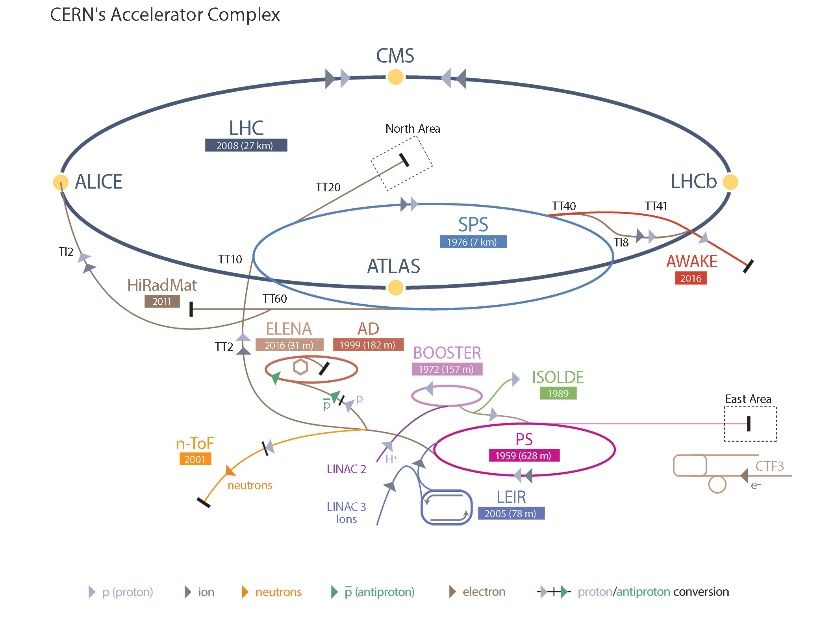 CERN's Accelerator Complex
CMS
LHC
2008 (27 km)
North Area
ALICE
LHCb
TT20
TT40
TT41
SPS
1976 (7 km)
TI8
TI2
TT10
ATLAS
AWAKE
2016
HiRadMat
2011
TT60
ELENA
2016 (31 m)
AD
1999 (182 m)
TT2
BOOSTER
1972 (157 m)
ISOLDE
1989
p̅
p
East Area
n-ToF
2001
PS
1959 (628 m)
H⁺
LINAC 2
neutrons
CTF3
e-
LEIR
2005 (78 m)
LINAC 3
Ions
p (proton)
ion
neutrons
p̅ (antiproton)
electron
proton/antiproton conversion